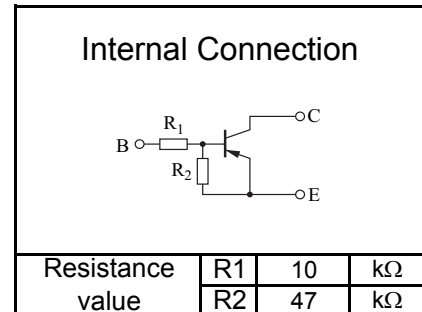 Internal Connection
C
R1
B
R2
E
Resistance value R1 10 kΩ
R2 47 kΩ